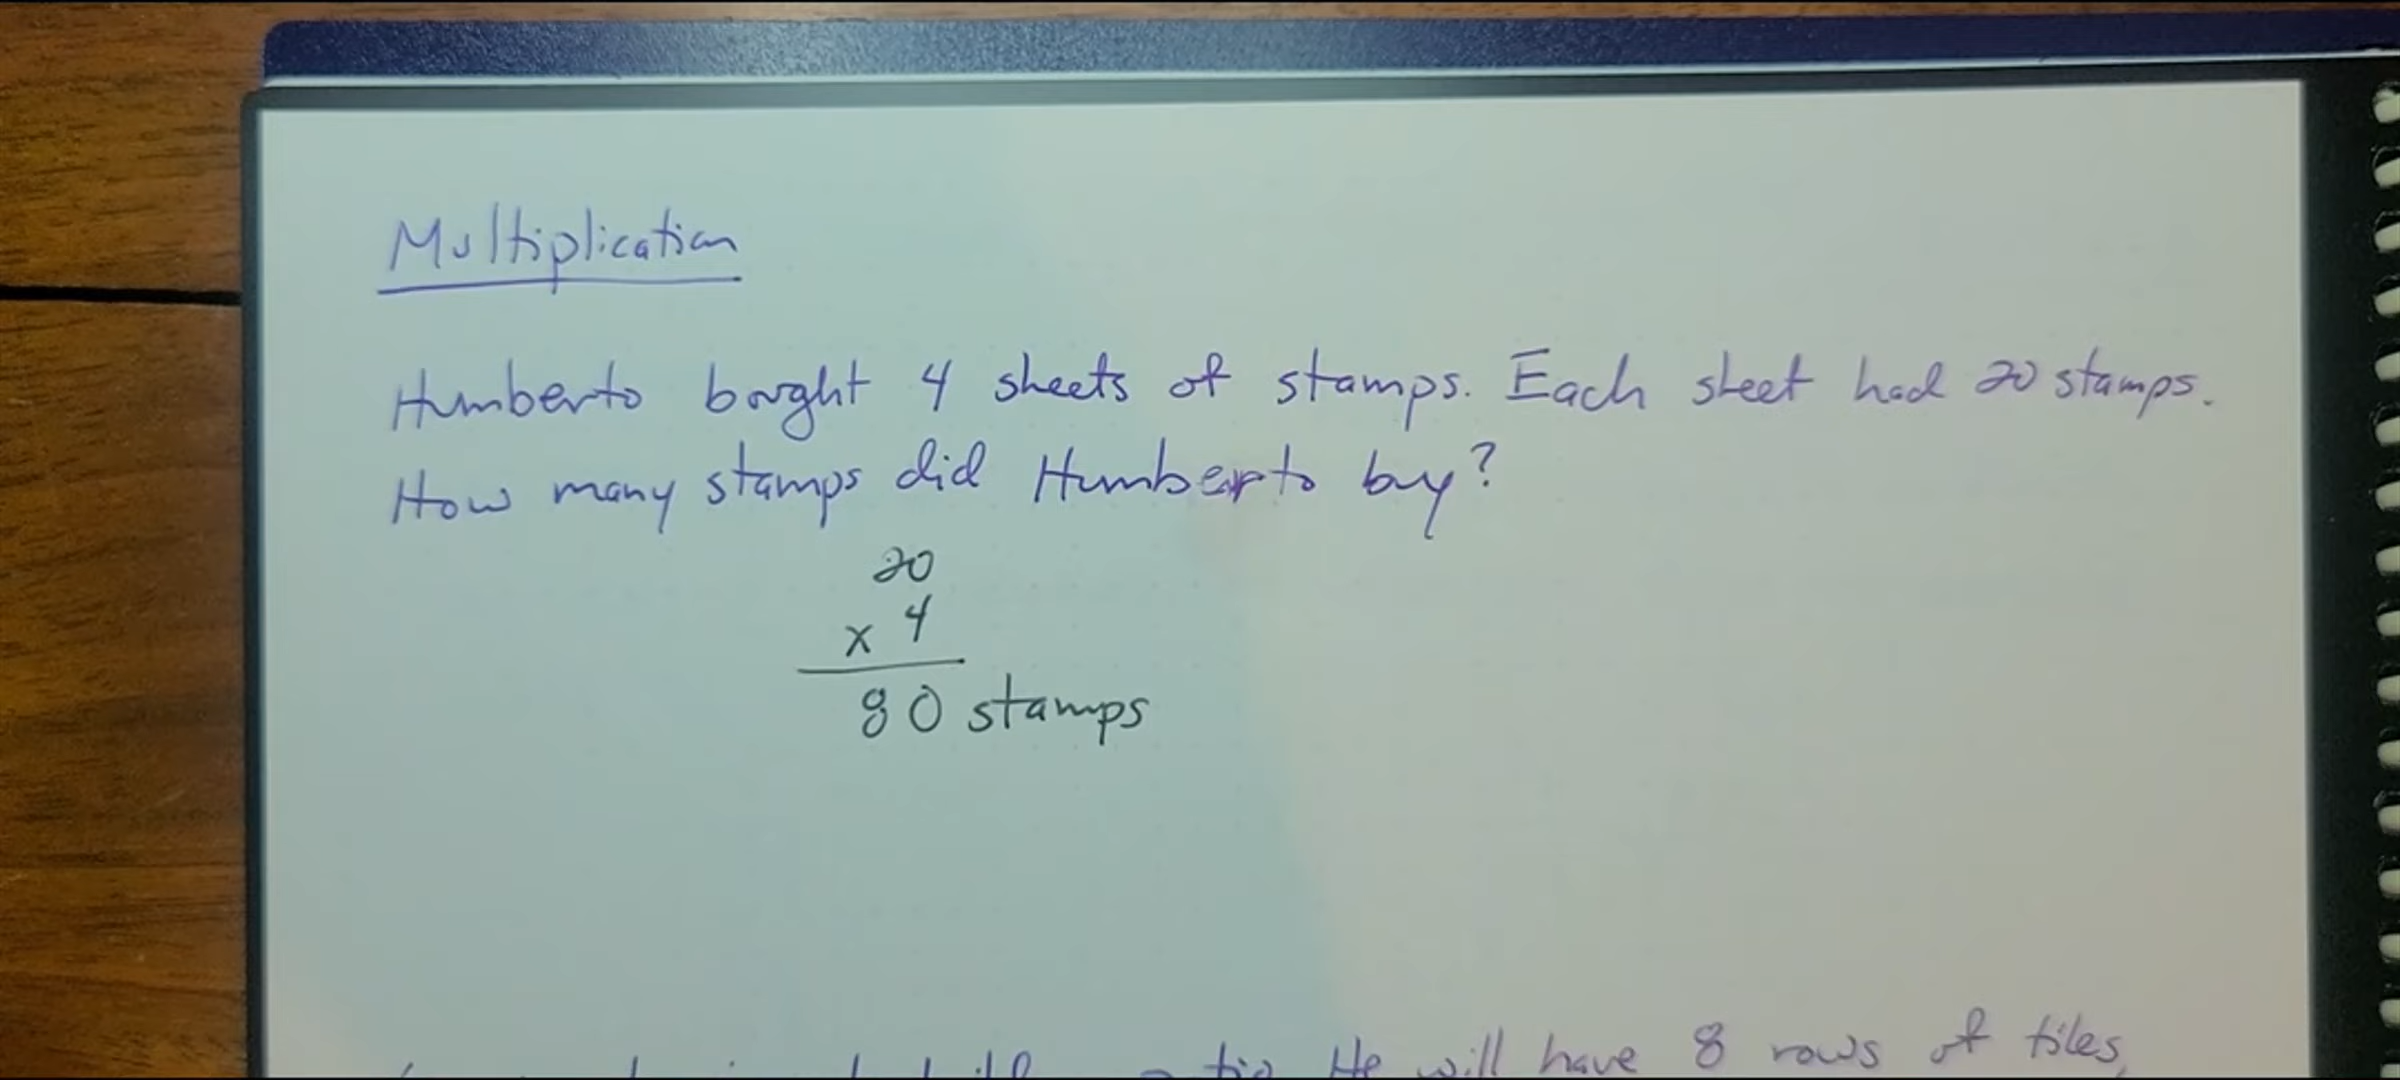 Multiplication
Humberto bought 4 sheets of stamps. Each sheet had 20 stamps.
How many stamps did Humberto buy?
20
x 4
80 stamps
He will have 8 rows of tiles,